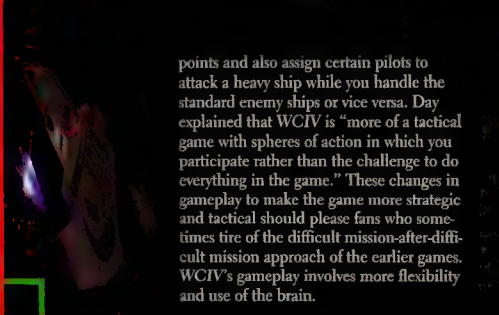 points and also assign certain pilots to
attack a heavy ship while you handle the
standard enemy ships or vice versa. Day
explained that WCIV is “more of a tactical
game with spheres of action in which you
participate rather than the challenge to do
everything in the game.” These changes in
gameplay to make the game more strategic
and tactical should please fans who some-
times tire of the difficult mission-after-diffi-
cult mission approach of the earlier games.
WCIV’s gameplay involves more flexibility
and use of the brain.